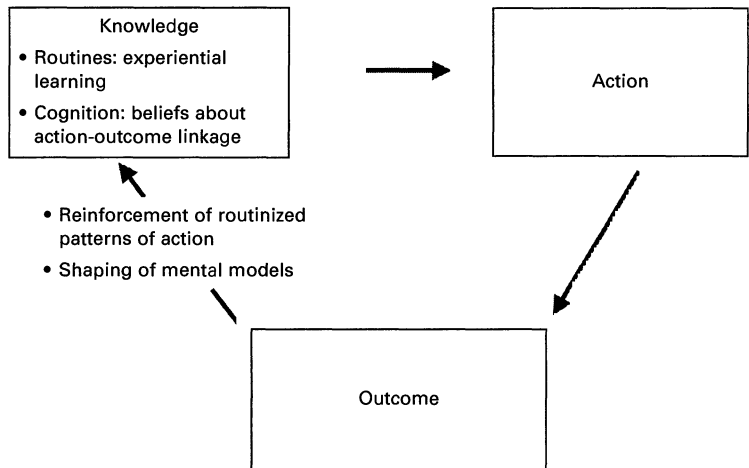 Knowledge
• Routines: experiential
learning
• Cognition: beliefs about
action-outcome linkage
Action
• Reinforcement of routinized
patterns of action
• Shaping of mental models
Outcome